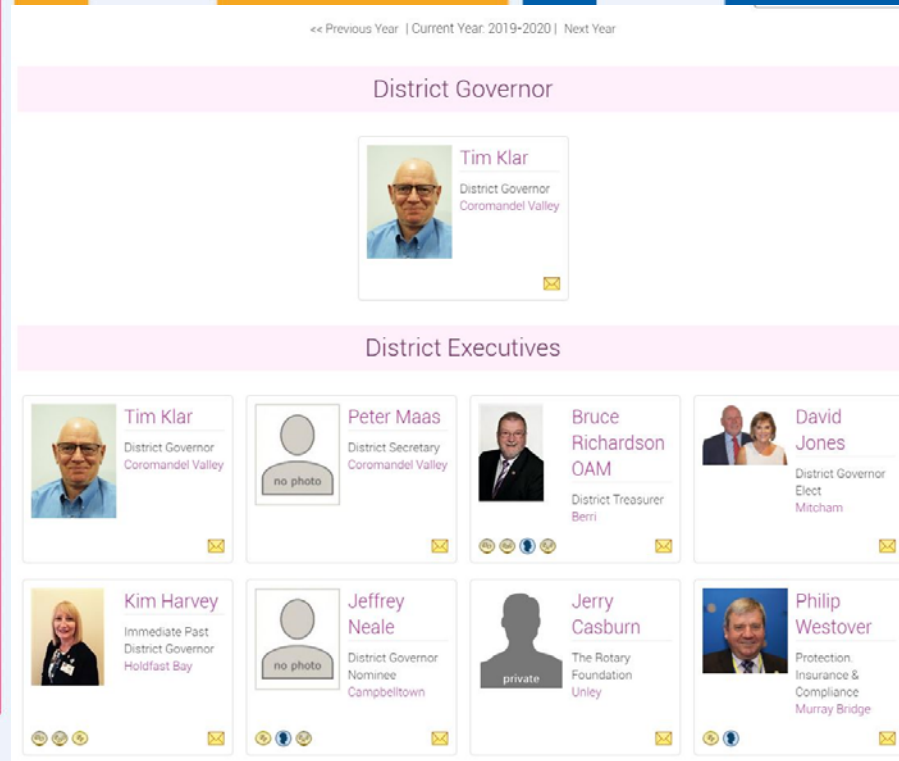 << Previous Year | Current Year: 2019-2020 | Next Year
District Governor
Tim Klar
District Governor
Coromandel Valley
District Executives
Tim Klar
District Governor
Coromandel Valley
Peter Maas
District Secretary
Coromandel Valley
no photo
Bruce
Richardson
OAM
District Treasurer
Berri
David
Jones
District Governor
Elect
Mitcham
Kim Harvey
Immediate Past
District Governor
Holdfast Bay
Jeffrey
Neale
District Governor
Nominee
Campbelltown
no photo
Jerry
Casburn
The Rotary
Foundation
Unley
private
Philip
Westover
Protection.
Insurance &
Compliance
Murray Bridge